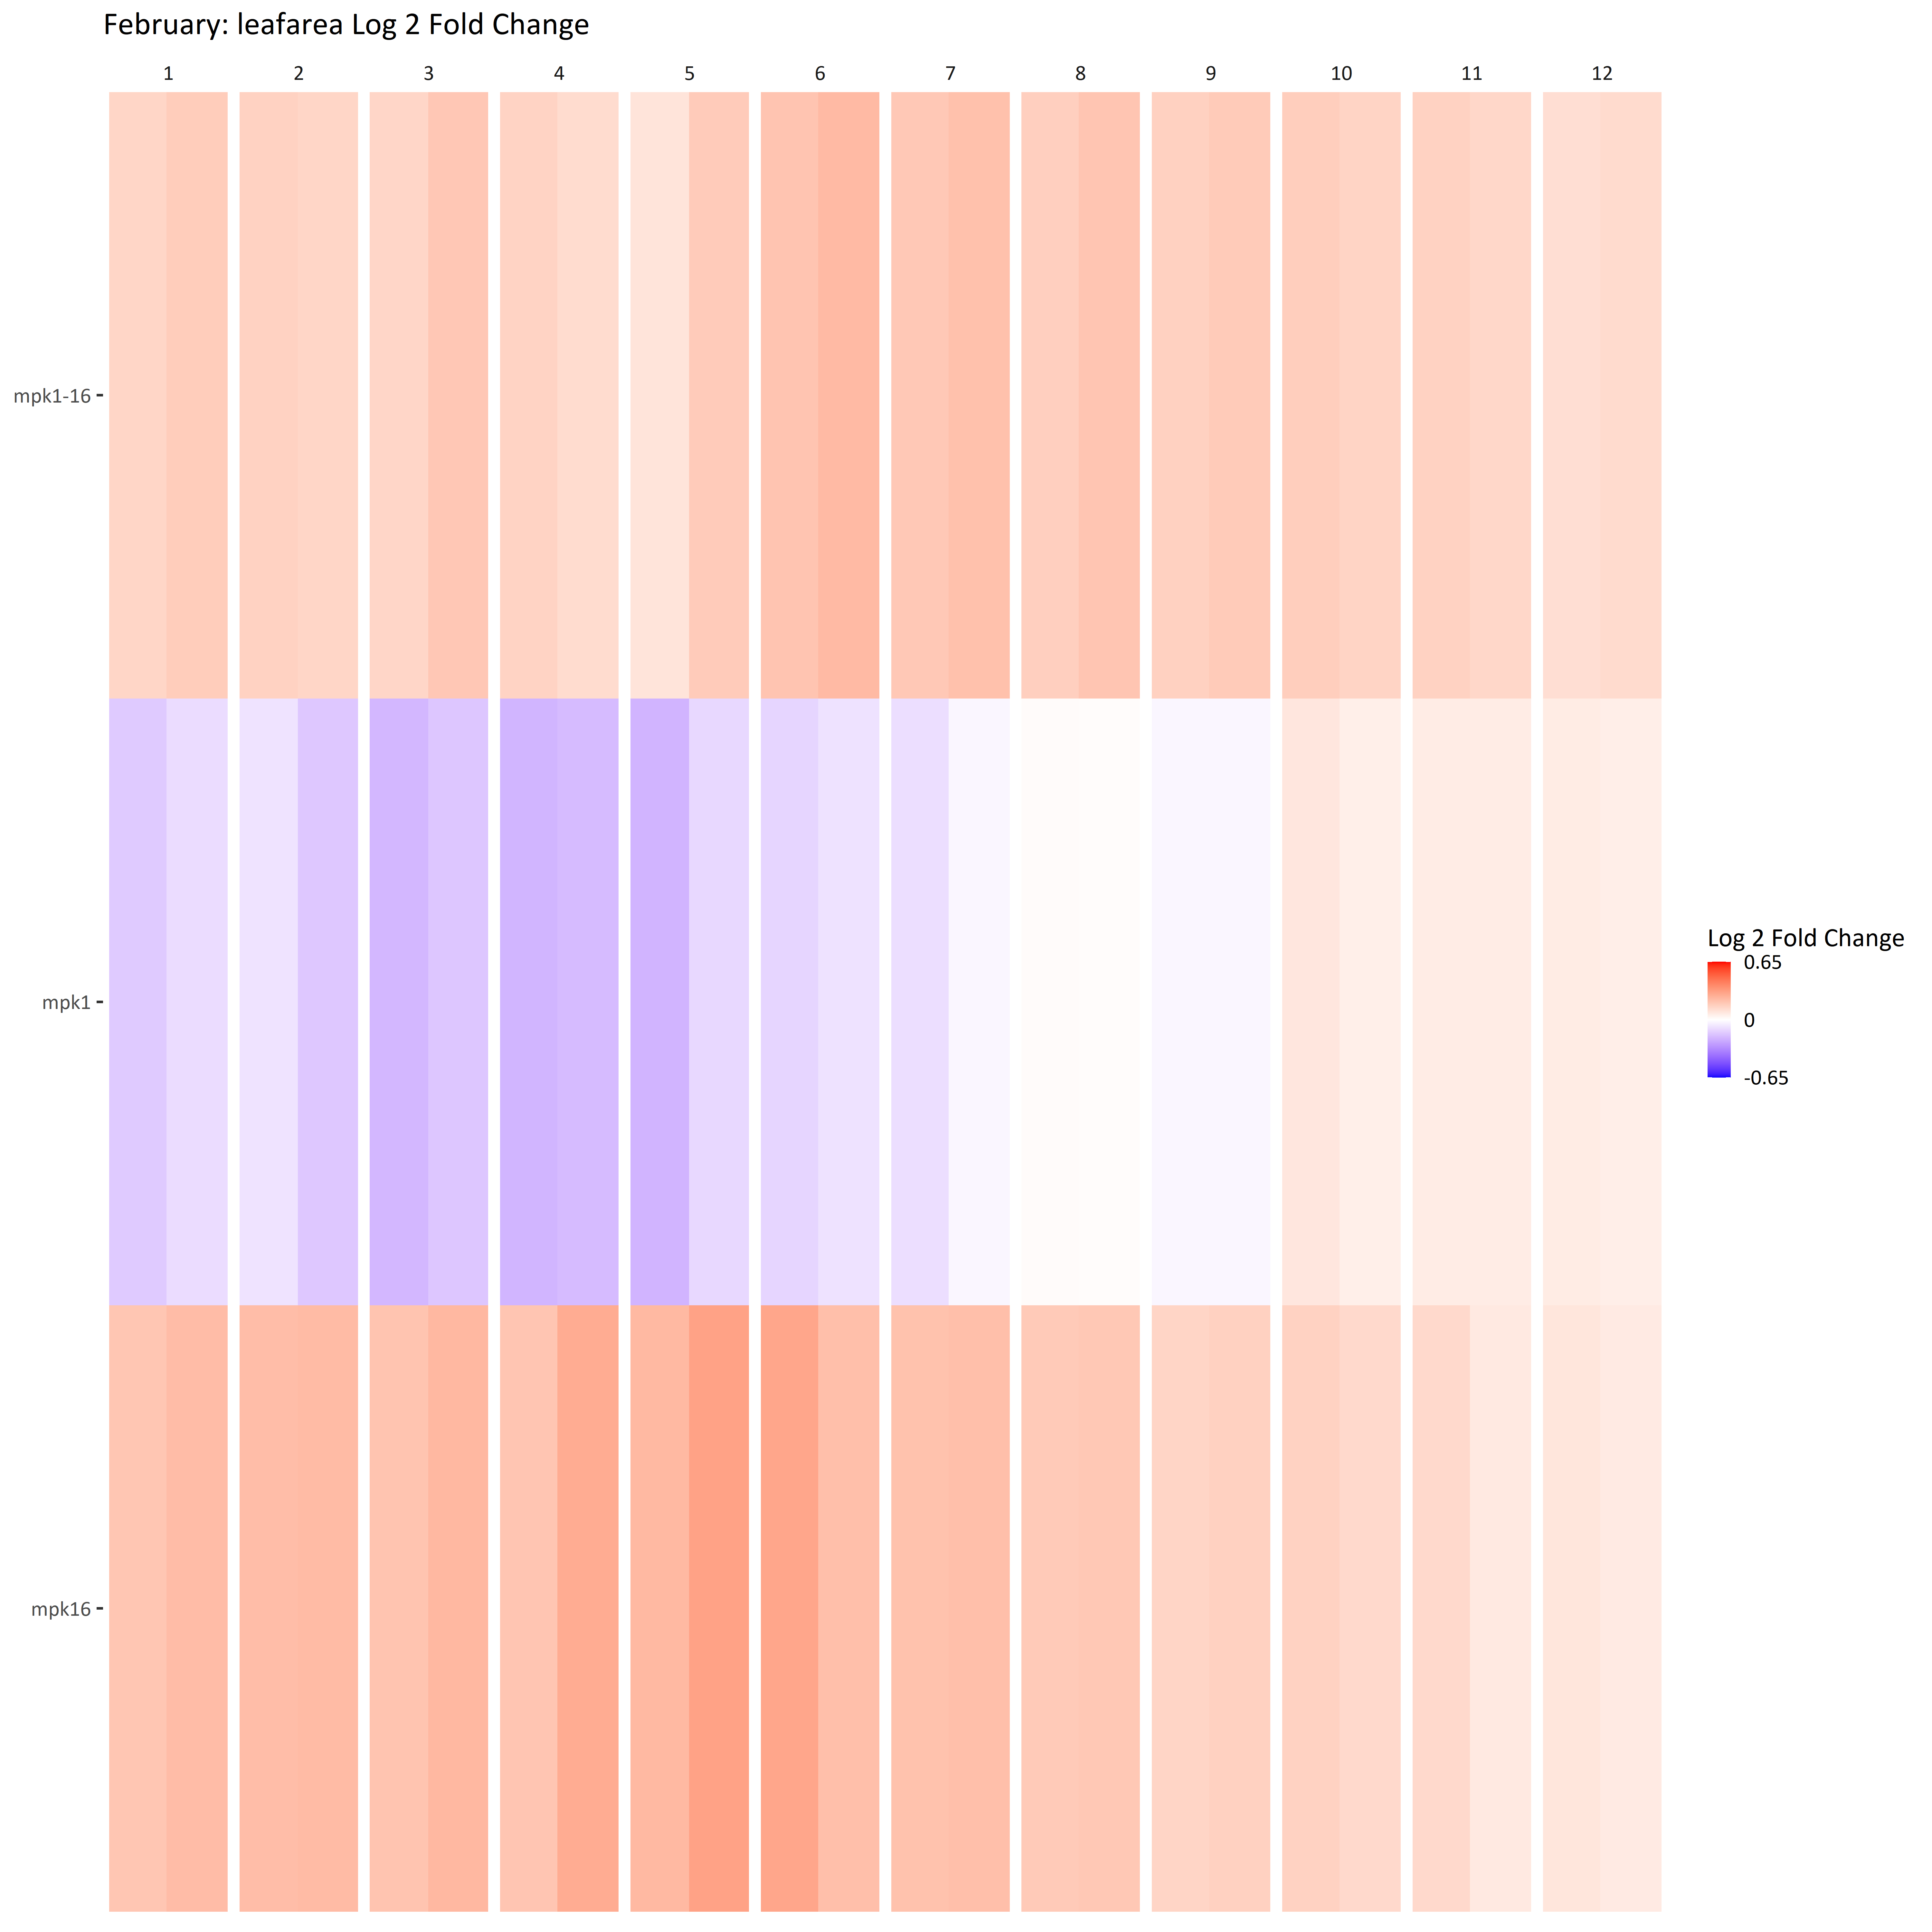 February: leafarea Log 2 Fold Change
1 2 3 4 5 6 7 8 9 10 11 12
mpk1-16
mpk1
mpk16
Log 2 Fold Change
0.65
0
-0.65